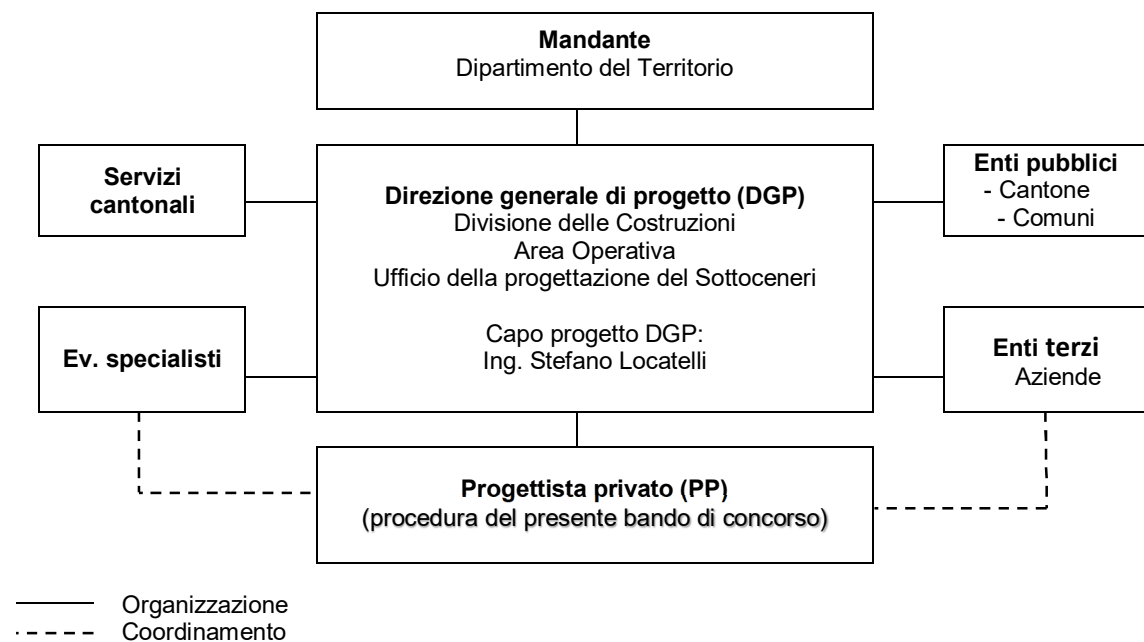 Mandante
Dipartimento del Territorio
Servizi
cantonali
Direzione generale di progetto (DGP)
Divisione delle Costruzioni
Area Operativa
Ufficio della progettazione del Sottoceneri
Capo progetto DGP:
Ing. Stefano Locatelli
Enti pubblici
- Cantone
- Comuni
Ev. specialisti
Enti terzi
Aziende
Progettista privato (PP)
(procedura del presente bando di concorso)
Organizzazione
Coordinamento